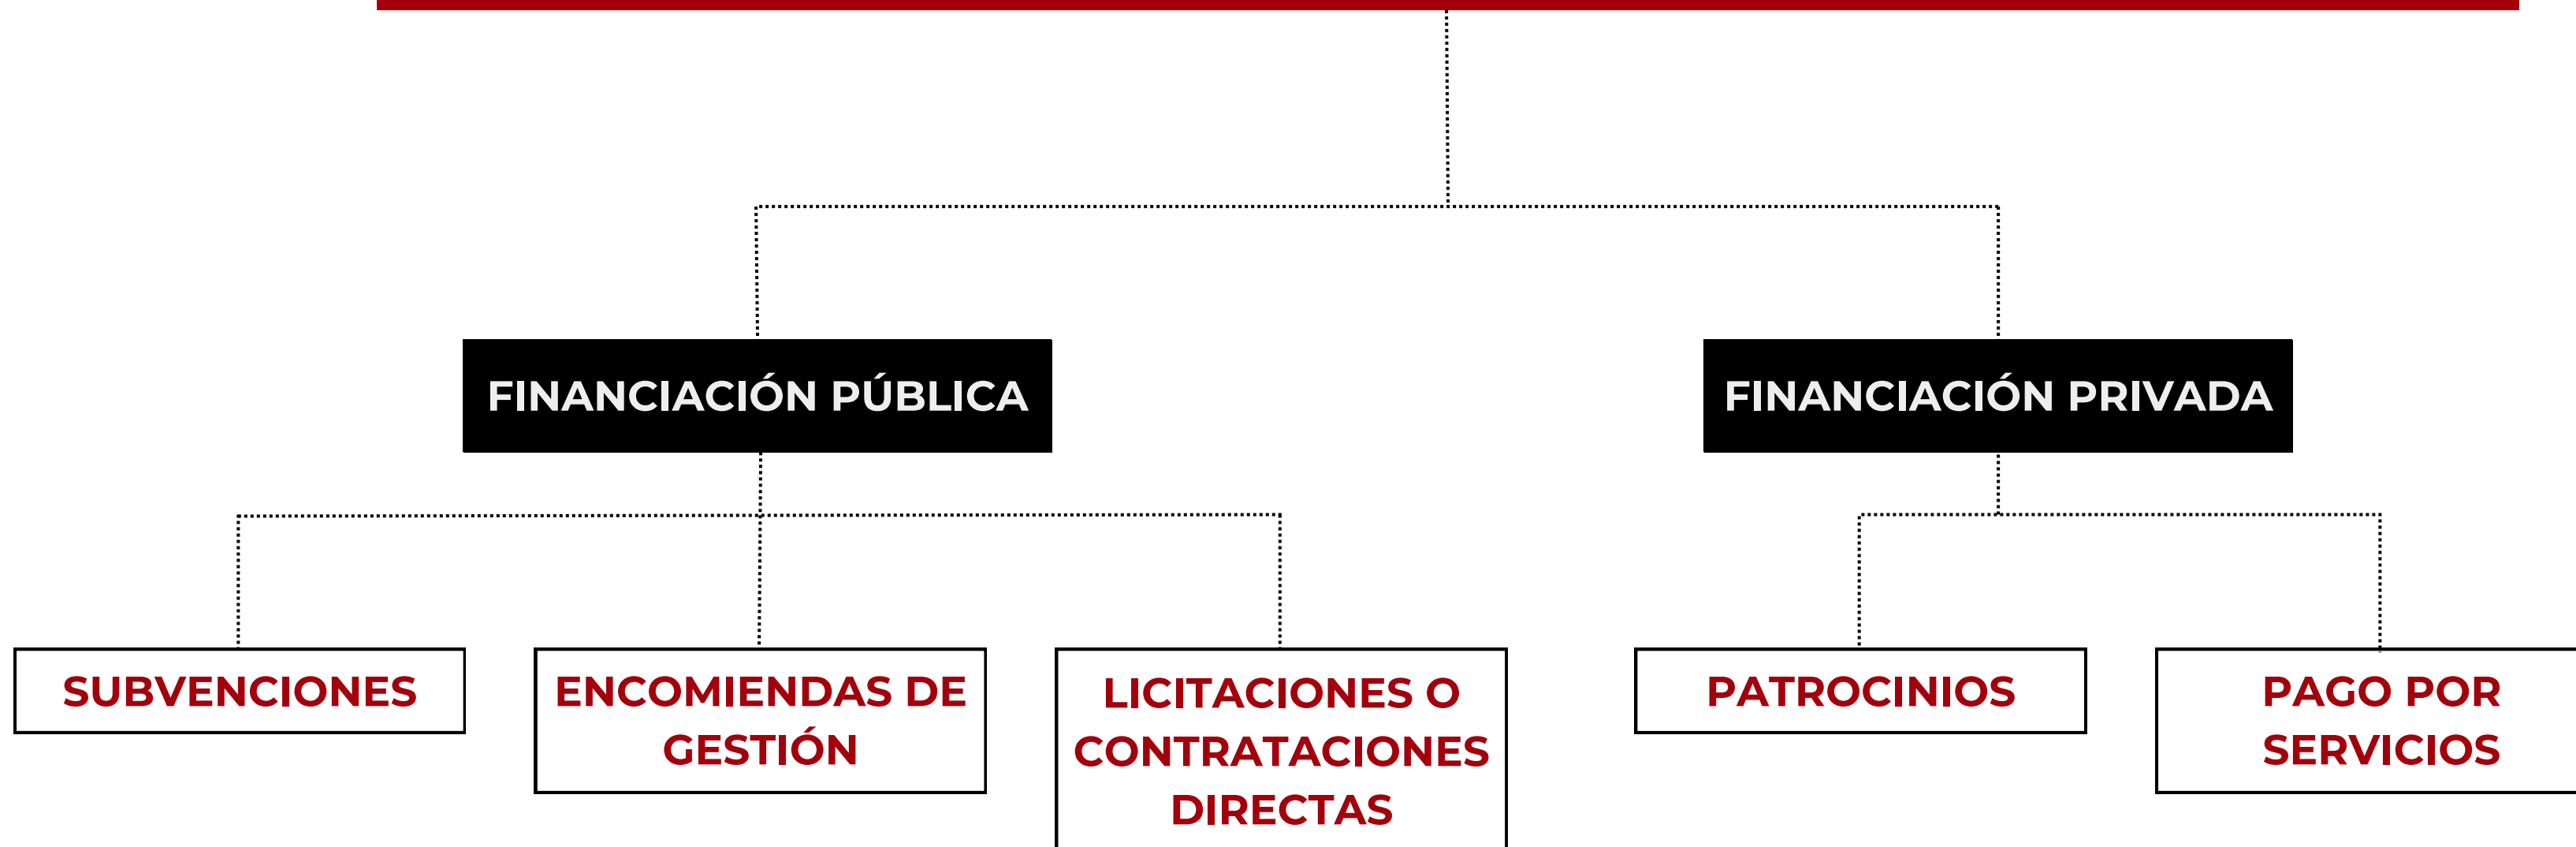 FINANCIACIÓN PÚBLICA
FINANCIACIÓN PRIVADA
SUBVENCIONES
ENCOMIENDAS DE
GESTIÓN
LICITACIONES O
CONTRATACIONES
DIRECTAS
PATROCINIOS
PAGO POR
SERVICIOS